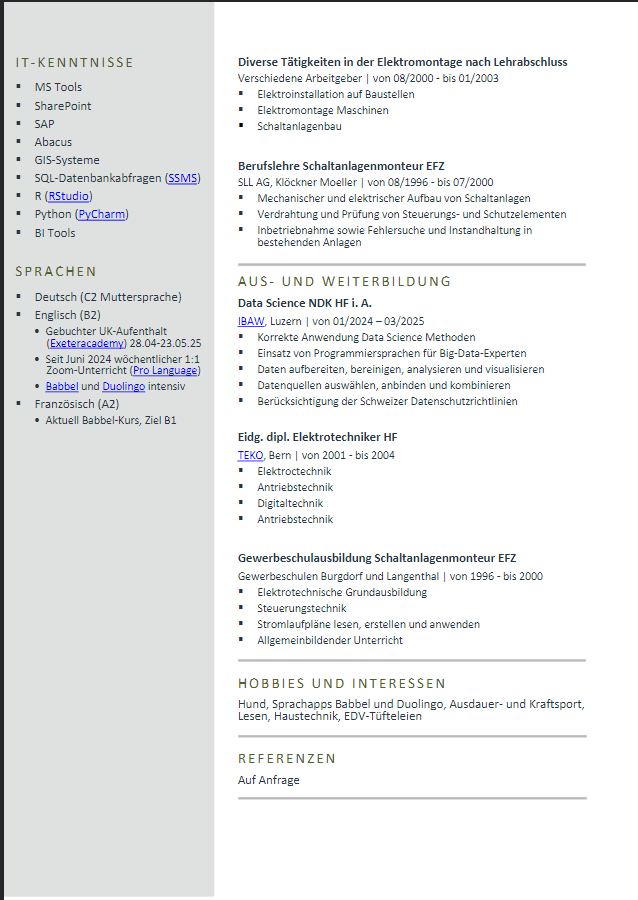 IT-KENNTNISSE
▪ MS Tools
▪ SharePoint
▪ SAP
▪ Abacus
▪ GIS-Systeme
▪ SQL-Datenbankabfragen (SSMS)
▪ R (RStudio)
▪ Python (PyCharm)
▪ BI Tools
SPRACHEN
▪ Deutsch (C2 Muttersprache)
▪ Englisch (B2)
• Gebuchter UK-Aufenthalt
(Exeteracademy) 28.04-23.05.25
• Seit Juni 2024 wöchentlicher 1:1
Zoom-Unterricht (Pro Language)
• Babbel und Duolingo intensiv
▪ Französisch (A2)
• Aktuell Babbel-Kurs, Ziel B1
Diverse Tätigkeiten in der Elektromontage nach Lehrabschluss
Verschiedene Arbeitgeber | von 08/2000 - bis 01/2003
▪ Elektroinstallation auf Baustellen
▪ Elektromontage Maschinen
▪ Schaltanlagenbau
Berufslehre Schaltanlagenmonteur EFZ
SLL AG, Klöckner Moeller | von 08/1996 - bis 07/2000
▪ Mechanischer und elektrischer Aufbau von Schaltanlagen
▪ Verdrahtung und Prüfung von Steuerungs- und Schutzelementen
▪ Inbetriebnahme sowie Fehlersuche und Instandhaltung in
bestehenden Anlagen
AUS- UND WEITERBILDUNG
Data Science NDK HF i. A.
IBAW, Luzern | von 01/2024 – 03/2025
▪ Korrekte Anwendung Data Science Methoden
▪ Einsatz von Programmiersprachen für Big-Data-Experten
▪ Daten aufbereiten, bereinigen, analysieren und visualisieren
▪ Datenquellen auswählen, anbinden und kombinieren
▪ Berücksichtigung der Schweizer Datenschutzrichtlinien
Eidg. dipl. Elektrotechniker HF
TEKO, Bern | von 2001 - bis 2004
▪ Elektroctechnik
▪ Antriebstechnik
▪ Digitaltechnik
▪ Antriebstechnik
Gewerbeschulausbildung Schaltanlagenmonteur EFZ
Gewerbeschulen Burgdorf und Langenthal | von 1996 - bis 2000
▪ Elektrotechnische Grundausbildung
▪ Steuerungstechnik
▪ Stromlaufpläne lesen, erstellen und anwenden
▪ Allgemeinbildender Unterricht
HOBBIES UND INTERESSEN
Hund, Sprachapps Babbel und Duolingo, Ausdauer- und Kraftsport,
Lesen, Haustechnik, EDV-Tüfteleien
REFERENZEN
Auf Anfrage